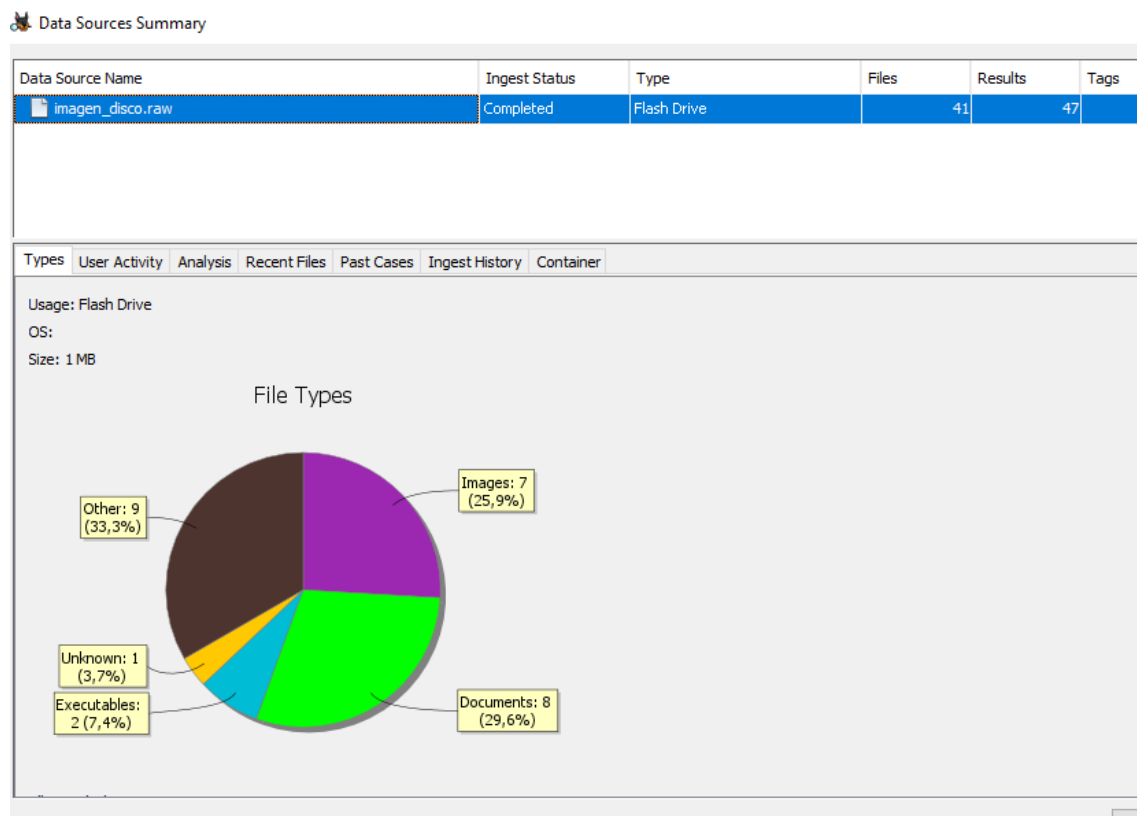 Data Sources Summary
Data Source Name Ingest Status Type Files Results Tags
imagen_disco.raw Completed Flash Drive 41 47
Types User Activity Analysis Recent Files Past Cases Ingest History Container
Usage: Flash Drive
OS:
Size: 1 MB
File Types
Images: 7
(25,9%)
Other: 9
(33,3%)
Unknown: 1
(3,7%)
Executables:
2 (7,4%)
Documents: 8
(29,6%)